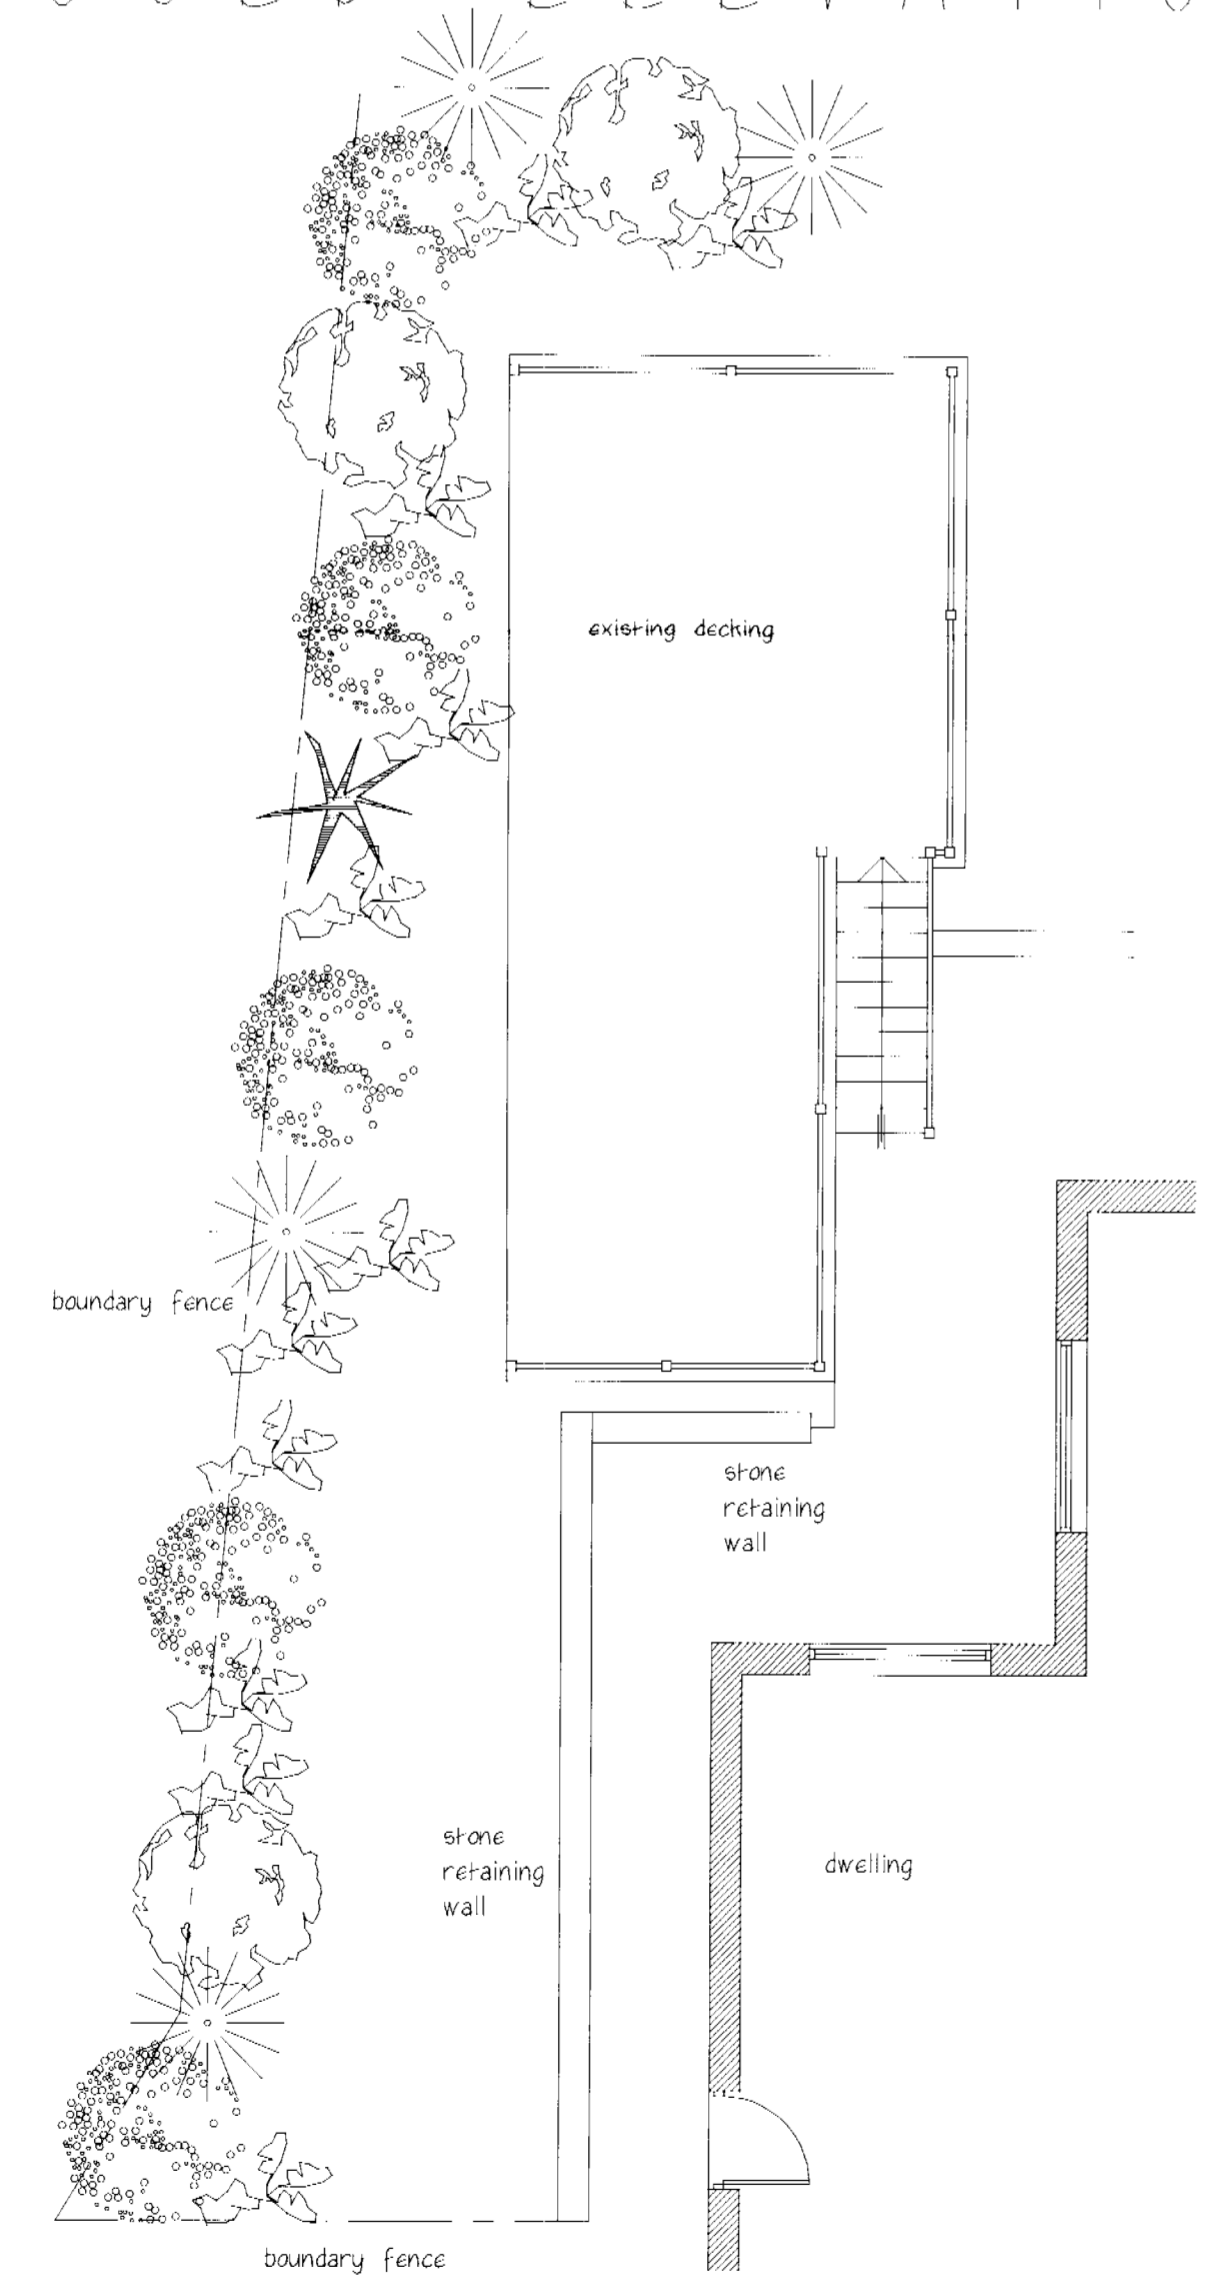 existing decking
boundary fence
stone
retaining
wall
stone
retaining
wall
dwelling
boundary fence